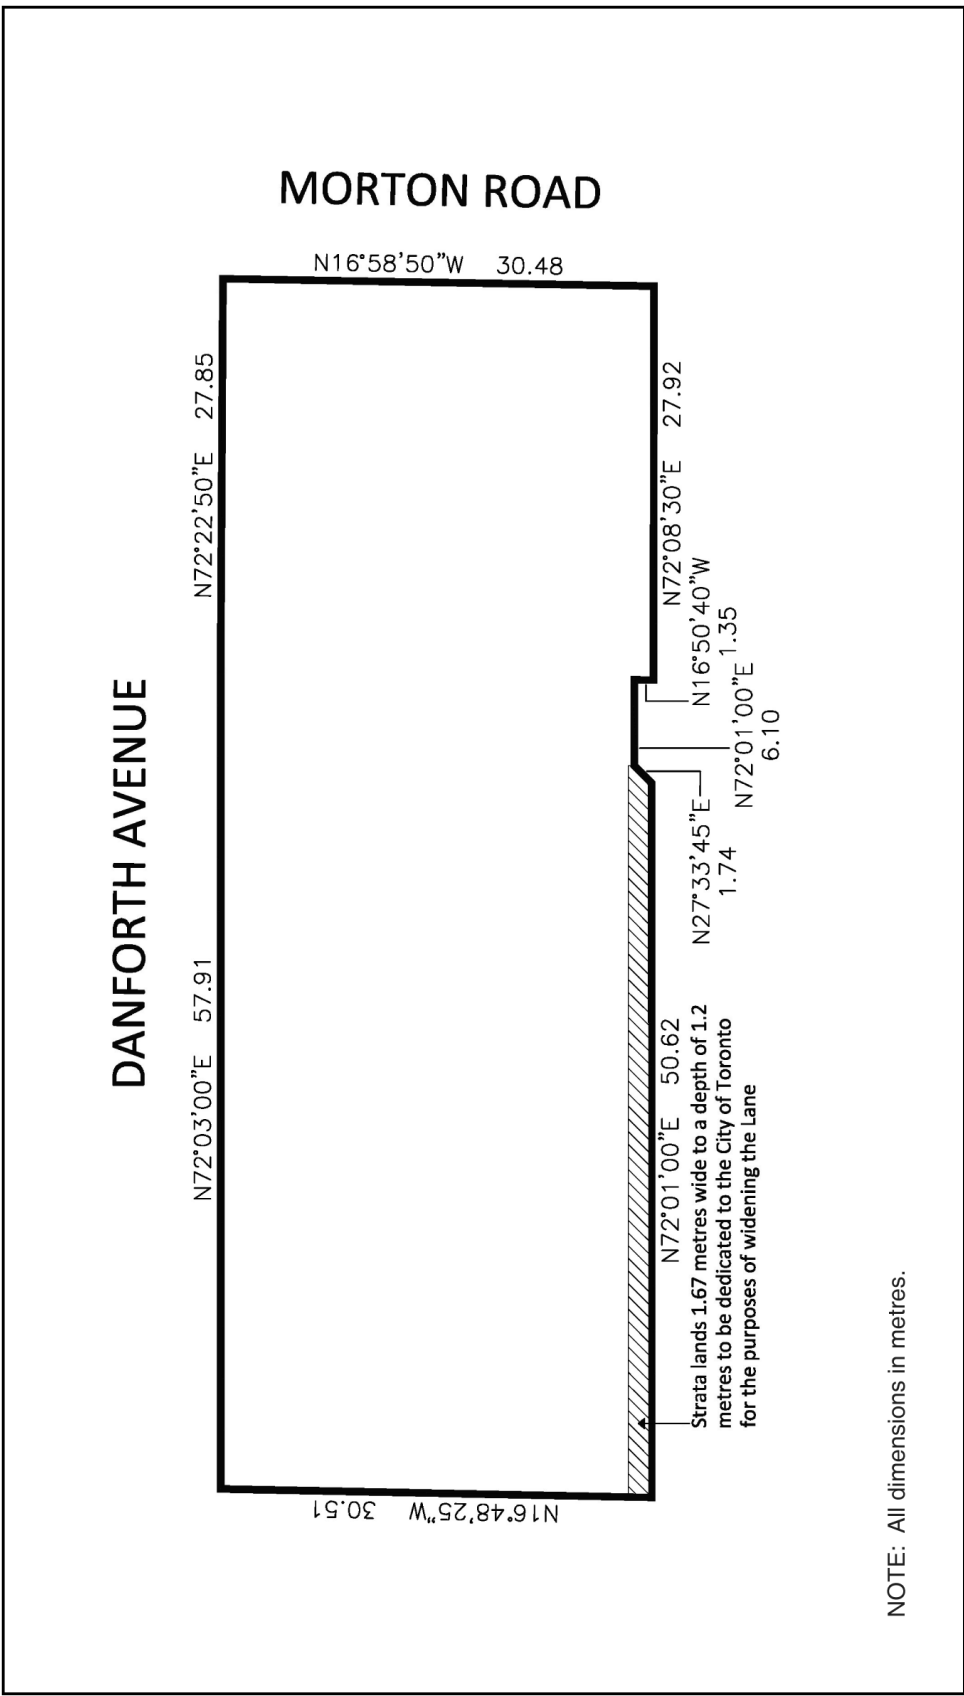 MORTON ROAD
N16°58'50"W 30.48
DANFORTH AVENUE
N72°03'00"E 57.91
N72°22'50"E 27.85
N16°48'25"W 30.51
N72°01'00"E 50.62
N27°33'45"E
1.74
N72°01'00"E
6.10
N16°50'40"W
1.35
N72°08'30"E 27.92
Strata lands 1.67 metres wide to a depth of 1.2
metres to be dedicated to the City of Toronto
for the purposes of widening the Lane
NOTE: All dimensions in metres.